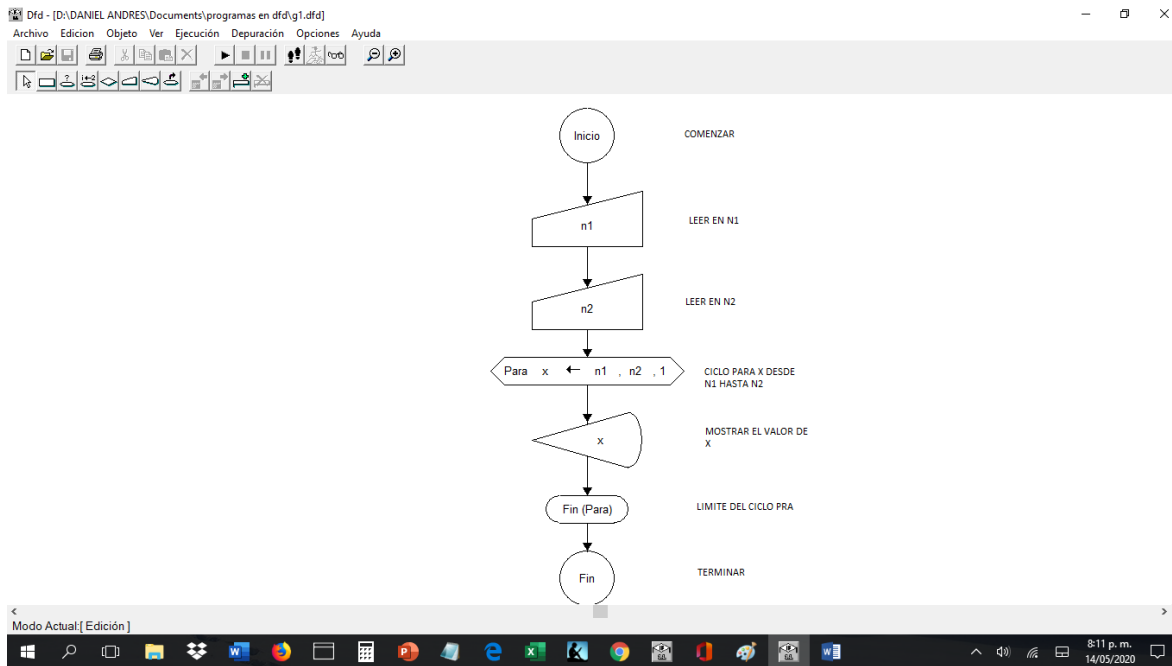 Dfd - [D:\DANIEL ANDRES\Documents\programas en dfd\g1.dfd]
Archivo Edicion Objeto Ver Ejecución Depuración Opciones Ayuda
Inicio
COMENZAR
n1
LEER EN N1
n2
LEER EN N2
Para x ← n1 , n2 , 1
CICLO PARA X DESDE
N1 HASTA N2
x
MOSTRAR EL VALOR DE
X
Fin (Para)
LIMITE DEL CICLO PRA
Fin
TERMINAR
Modo Actual:[ Edición ]
8:11 p. m.
14/05/2020